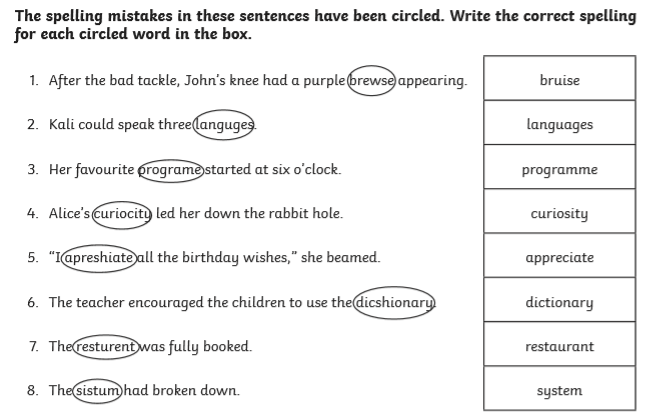 The spelling mistakes in these sentences have been circled. Write the correct spelling
for each circled word in the box.
1. After the bad tackle, John's knee had a purple brewse appearing. bruise
2. Kali could speak three languges. languages
3. Her favourite programe started at six o'clock. programme
4. Alice's curiocity led her down the rabbit hole. curiosity
5. "I apreshiate all the birthday wishes," she beamed. appreciate
6. The teacher encouraged the children to use the dicshionary. dictionary
7. The resturent was fully booked. restaurant
8. The sistum had broken down. system